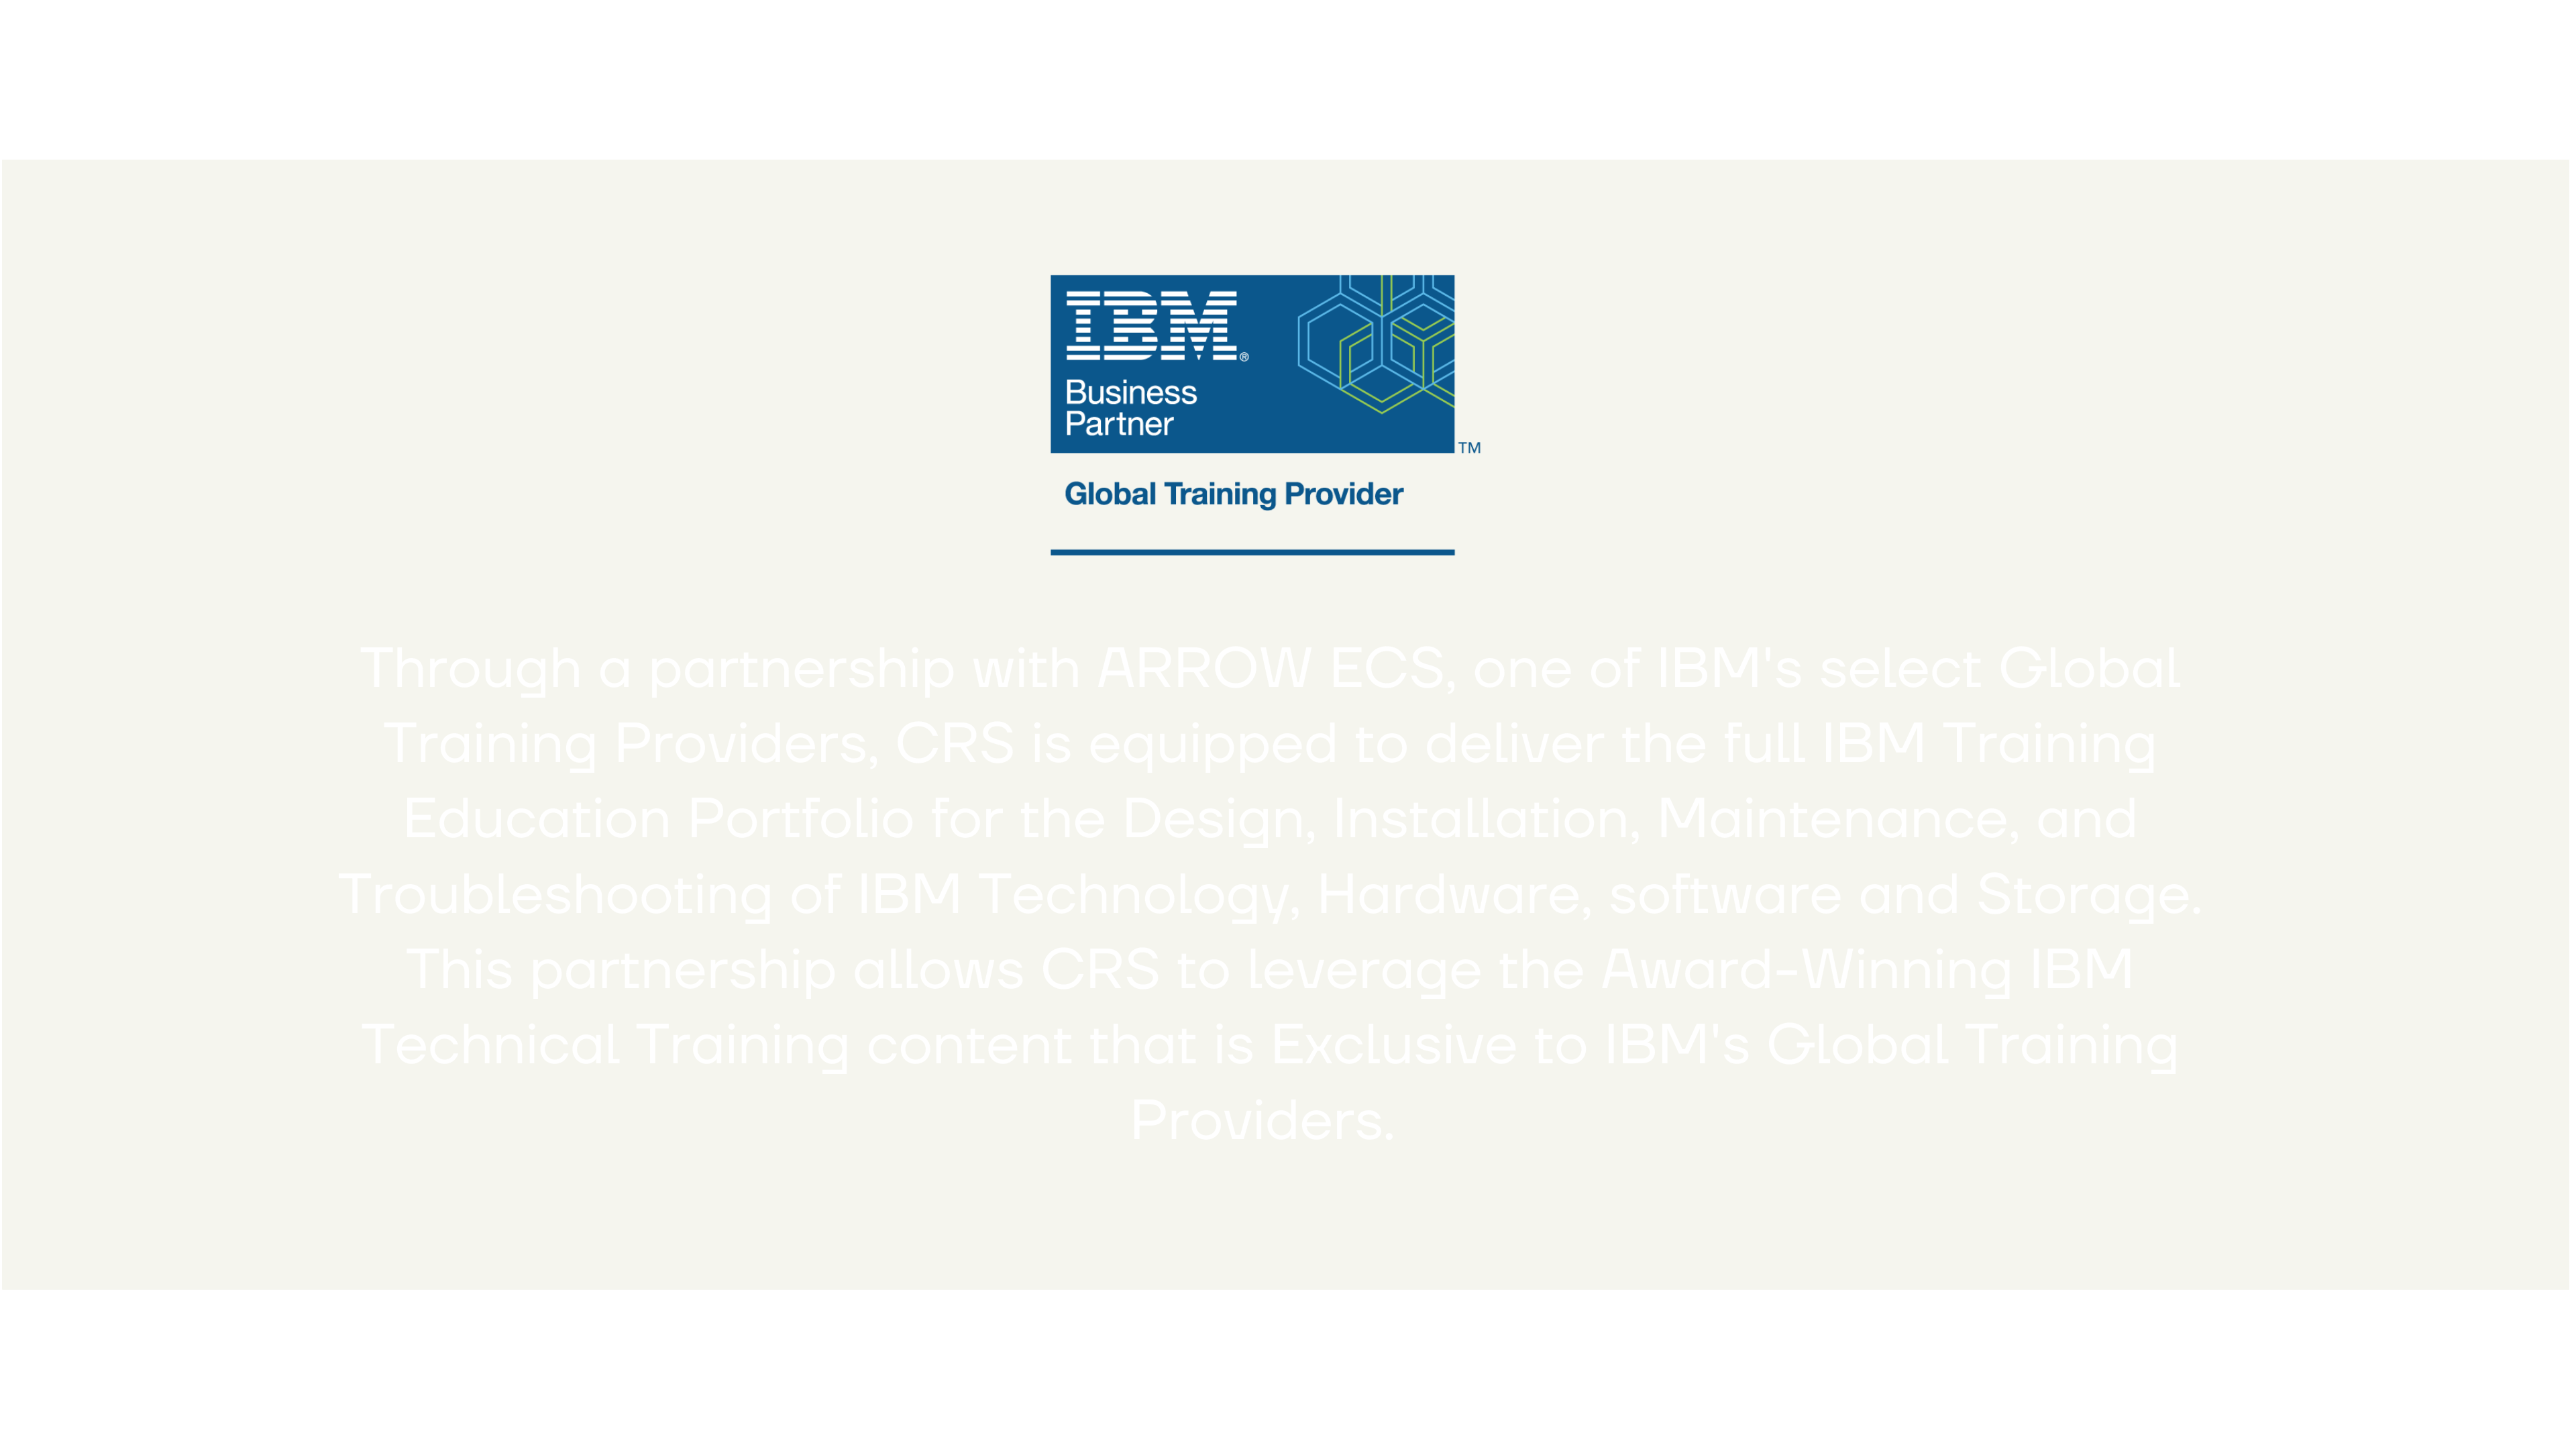 IBM®
Business
Partner
TM
Global Training Provider
Through a partnership with ARROW ECS, one of IBM's select Global
Training Providers, CRS is equipped to deliver the full IBM Training
Education Portfolio for the Design, Installation, Maintenance, and
Troubleshooting of IBM Technology, Hardware, software and Storage.
This partnership allows CRS to leverage the Award-Winning IBM
Technical Training content that is Exclusive to IBM's Global Training
Providers.